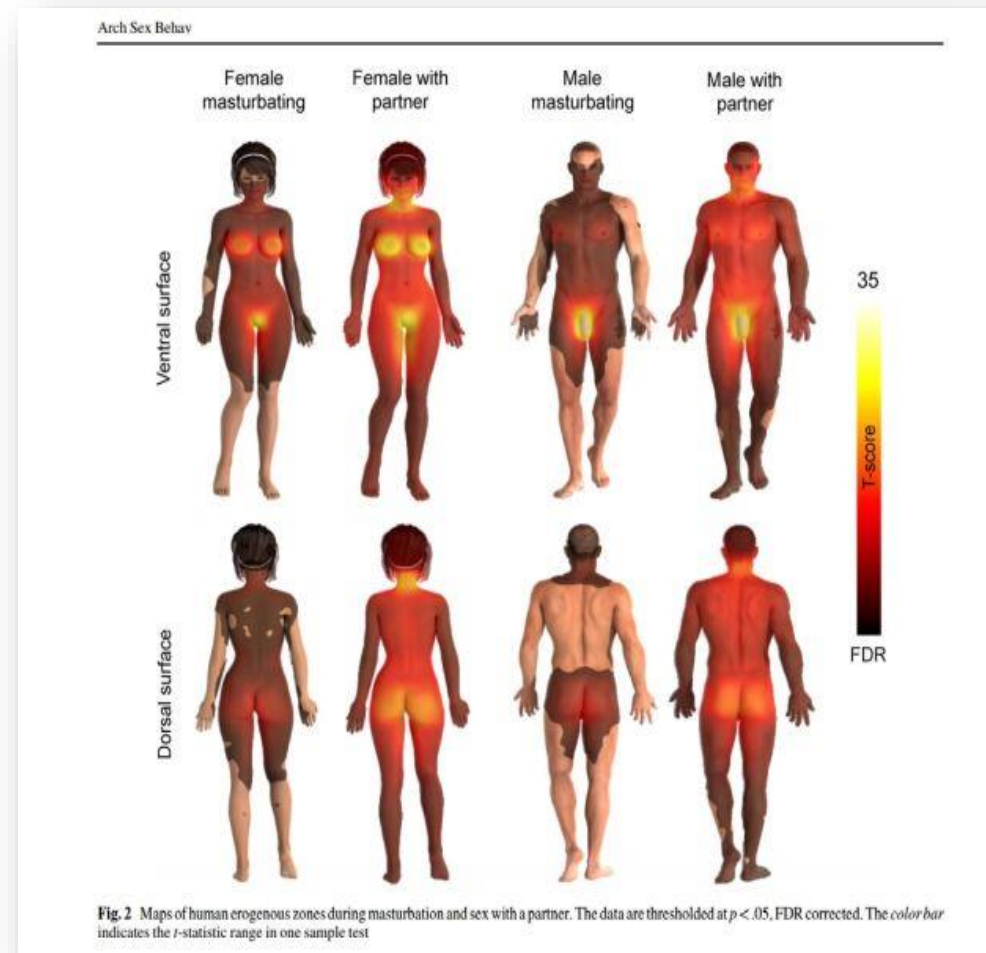 Arch Sex Behav
Female masturbating
Female with partner
Male masturbating
Male with partner
Ventral surface
35
T-score
FDR
Dorsal surface
Fig. 2 Maps of human erogenous zones during masturbation and sex with a partner. The data are thresholded at p < .05, FDR corrected. The color bar
indicates the t-statistic range in one sample test